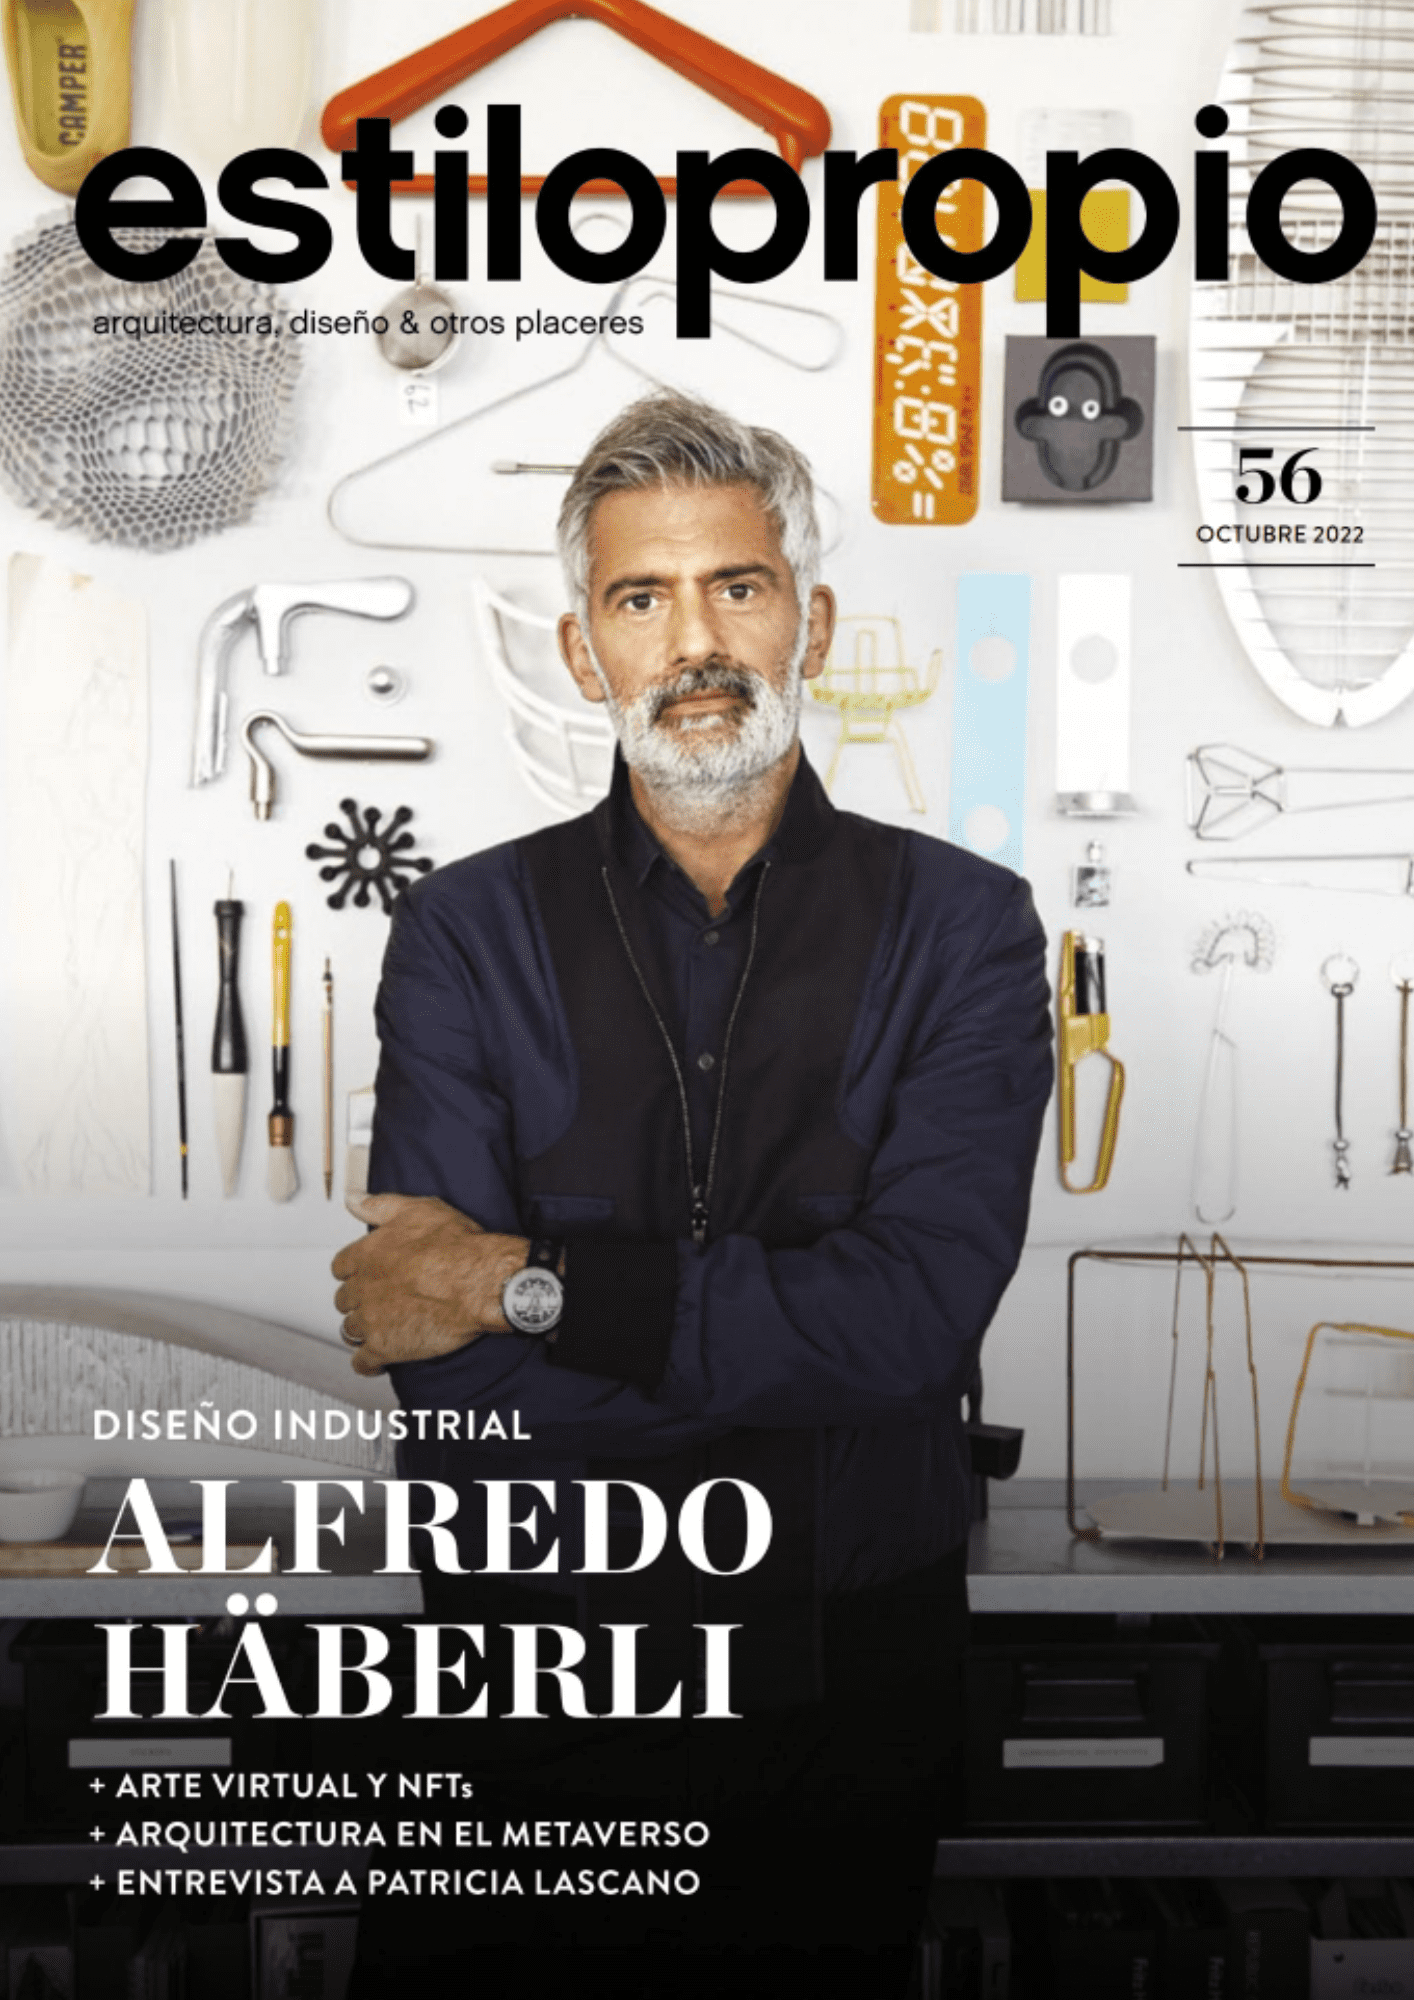 CAMPER
estilopropio
arquitectura, diseño & otros placeres
62
56
OCTUBRE 2022
DISEÑO INDUSTRIAL
ALFREDO
HÄBERLI
+ ARTE VIRTUAL Y NFTs
+ ARQUITECTURA EN EL METAVERSO
+ ENTREVISTA A PATRICIA LASCANO